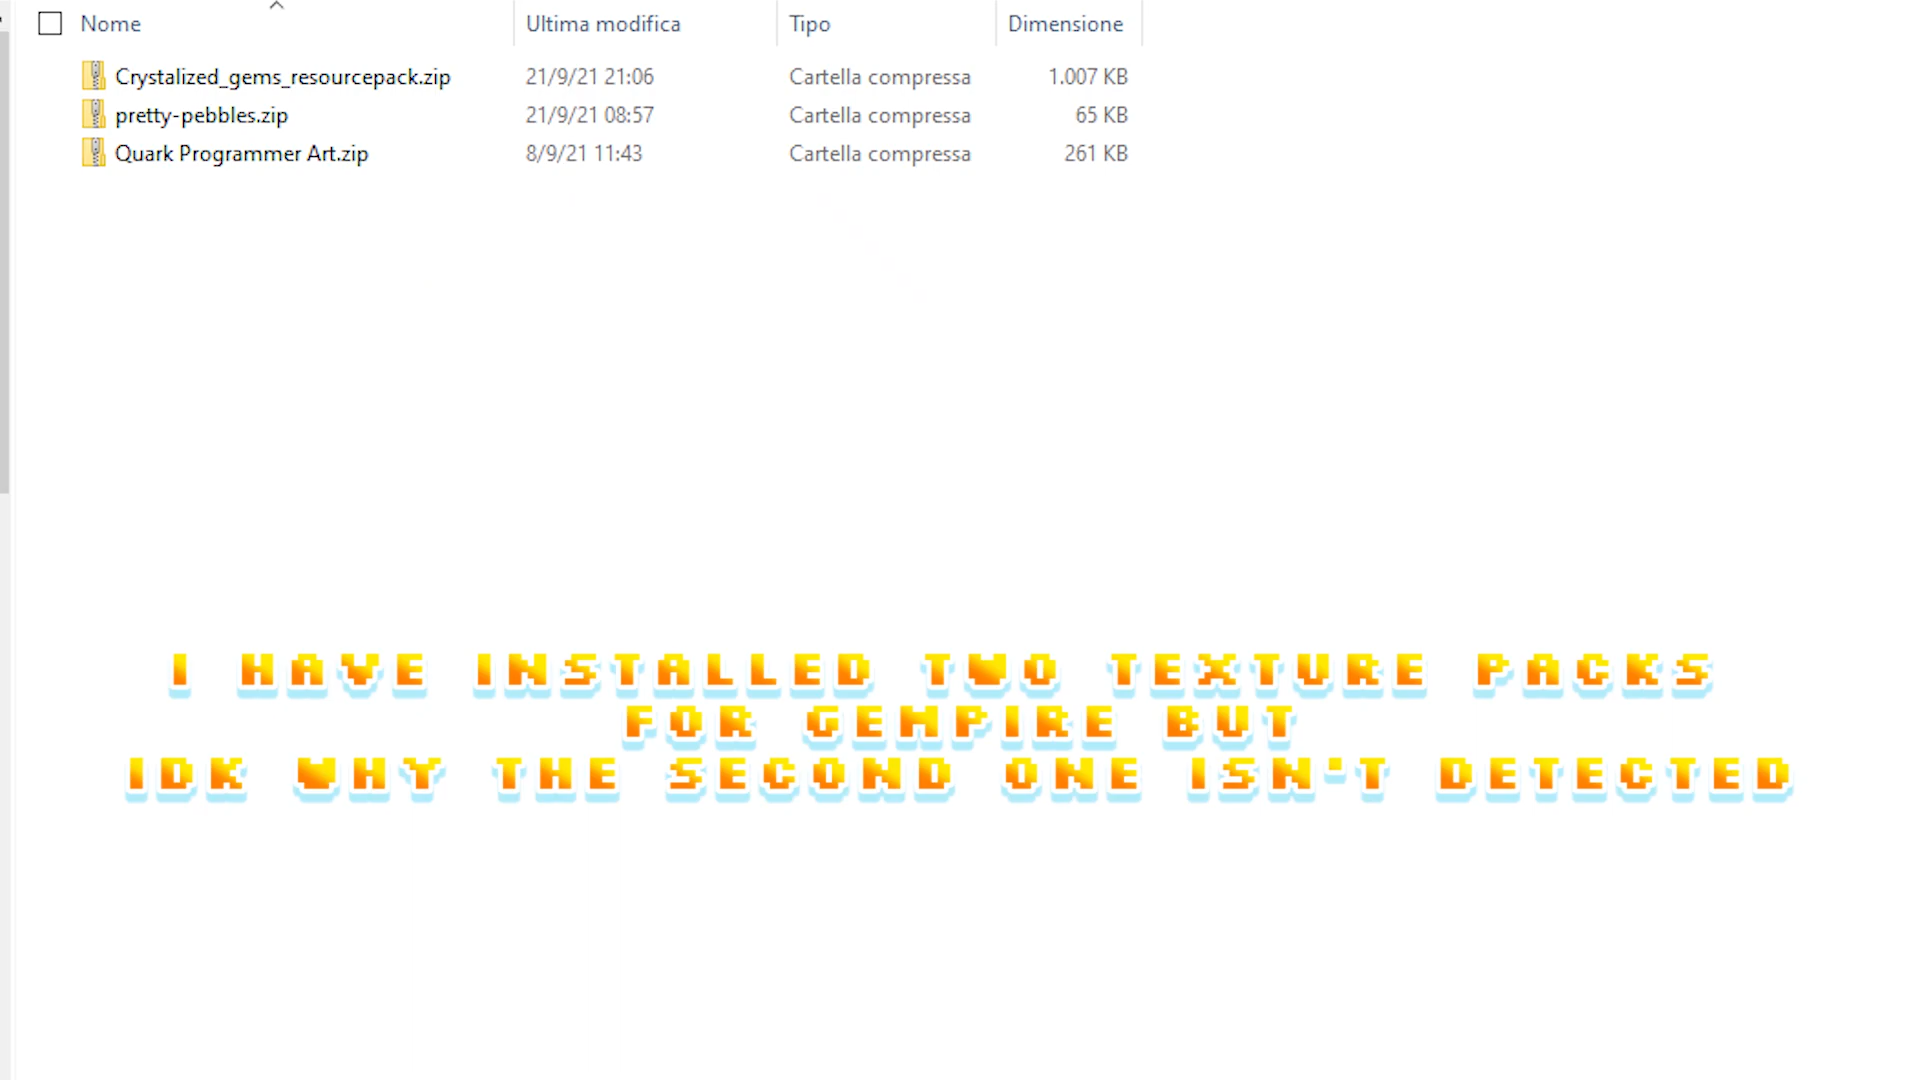 Nome Ultima modifica Tipo Dimensione
Crystalized_gems_resourcepack.zip 21/9/21 21:06 Cartella compressa 1.007 KB
pretty-pebbles.zip 21/9/21 08:57 Cartella compressa 65 KB
Quark Programmer Art.zip 8/9/21 11:43 Cartella compressa 261 KB
I HAVE INSTALLED TWO TEXTURE PACKS
FOR GEMPIRE BUT
IDK WHY THE SECOND ONE ISN'T DETECTED